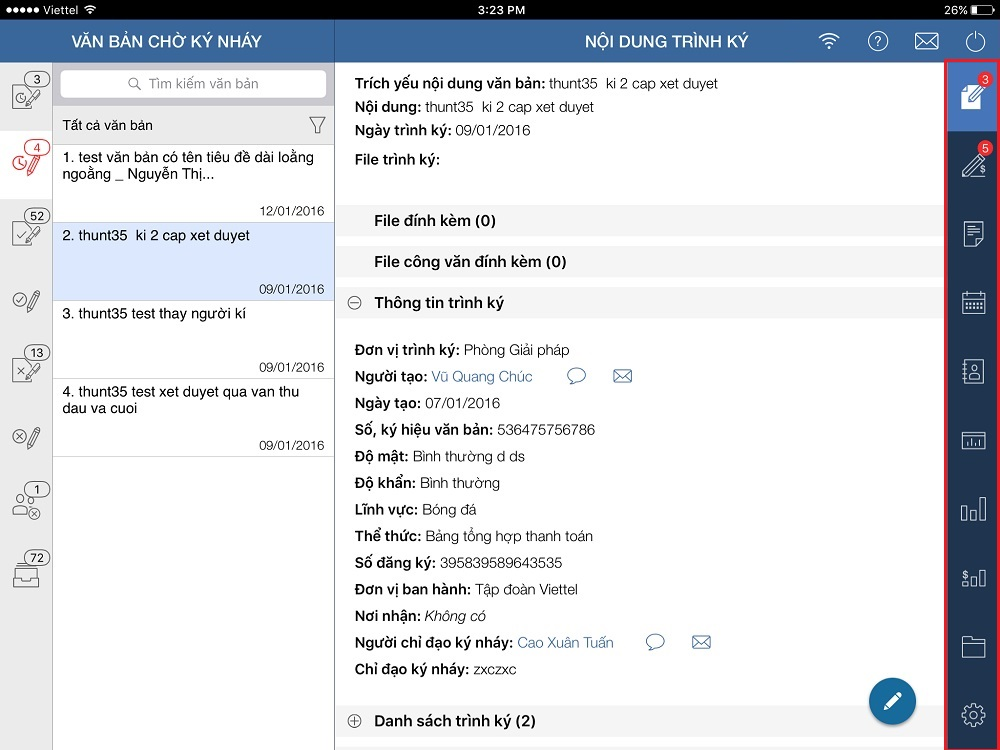 Viettel
3:23 PM
26%
VĂN BẢN CHỜ KÝ NHÁY
NỘI DUNG TRÌNH KÝ
?
3
4
52
13
1
72
Tìm kiếm văn bản
Tất cả văn bản
1. test văn bản có tên tiêu đề dài loằng
ngoằng _ Nguyễn Thị...
12/01/2016
2. thunt35  ki 2 cap xet duyet
09/01/2016
3. thunt35 test thay người kí
09/01/2016
4. thunt35 test xet duyet qua van thu
dau va cuoi
09/01/2016
Trích yếu nội dung văn bản: thunt35  ki 2 cap xet duyet
Nội dung: thunt35  ki 2 cap xet duyet
Ngày trình ký: 09/01/2016
File trình ký:
File đính kèm (0)
File công văn đính kèm (0)
Thông tin trình ký
Đơn vị trình ký: Phòng Giải pháp
Người tạo: Vũ Quang Chúc
Ngày tạo: 07/01/2016
Số, ký hiệu văn bản: 536475756786
Độ mật: Bình thường d ds
Độ khẩn: Bình thường
Lĩnh vực: Bóng đá
Thể thức: Bảng tổng hợp thanh toán
Số đăng ký: 395839589643535
Đơn vị ban hành: Tập đoàn Viettel
Nơi nhận: Không có
Người chỉ đạo ký nháy: Cao Xuân Tuấn
Chỉ đạo ký nháy: zxczxc
Danh sách trình ký (2)
3
5
$
$